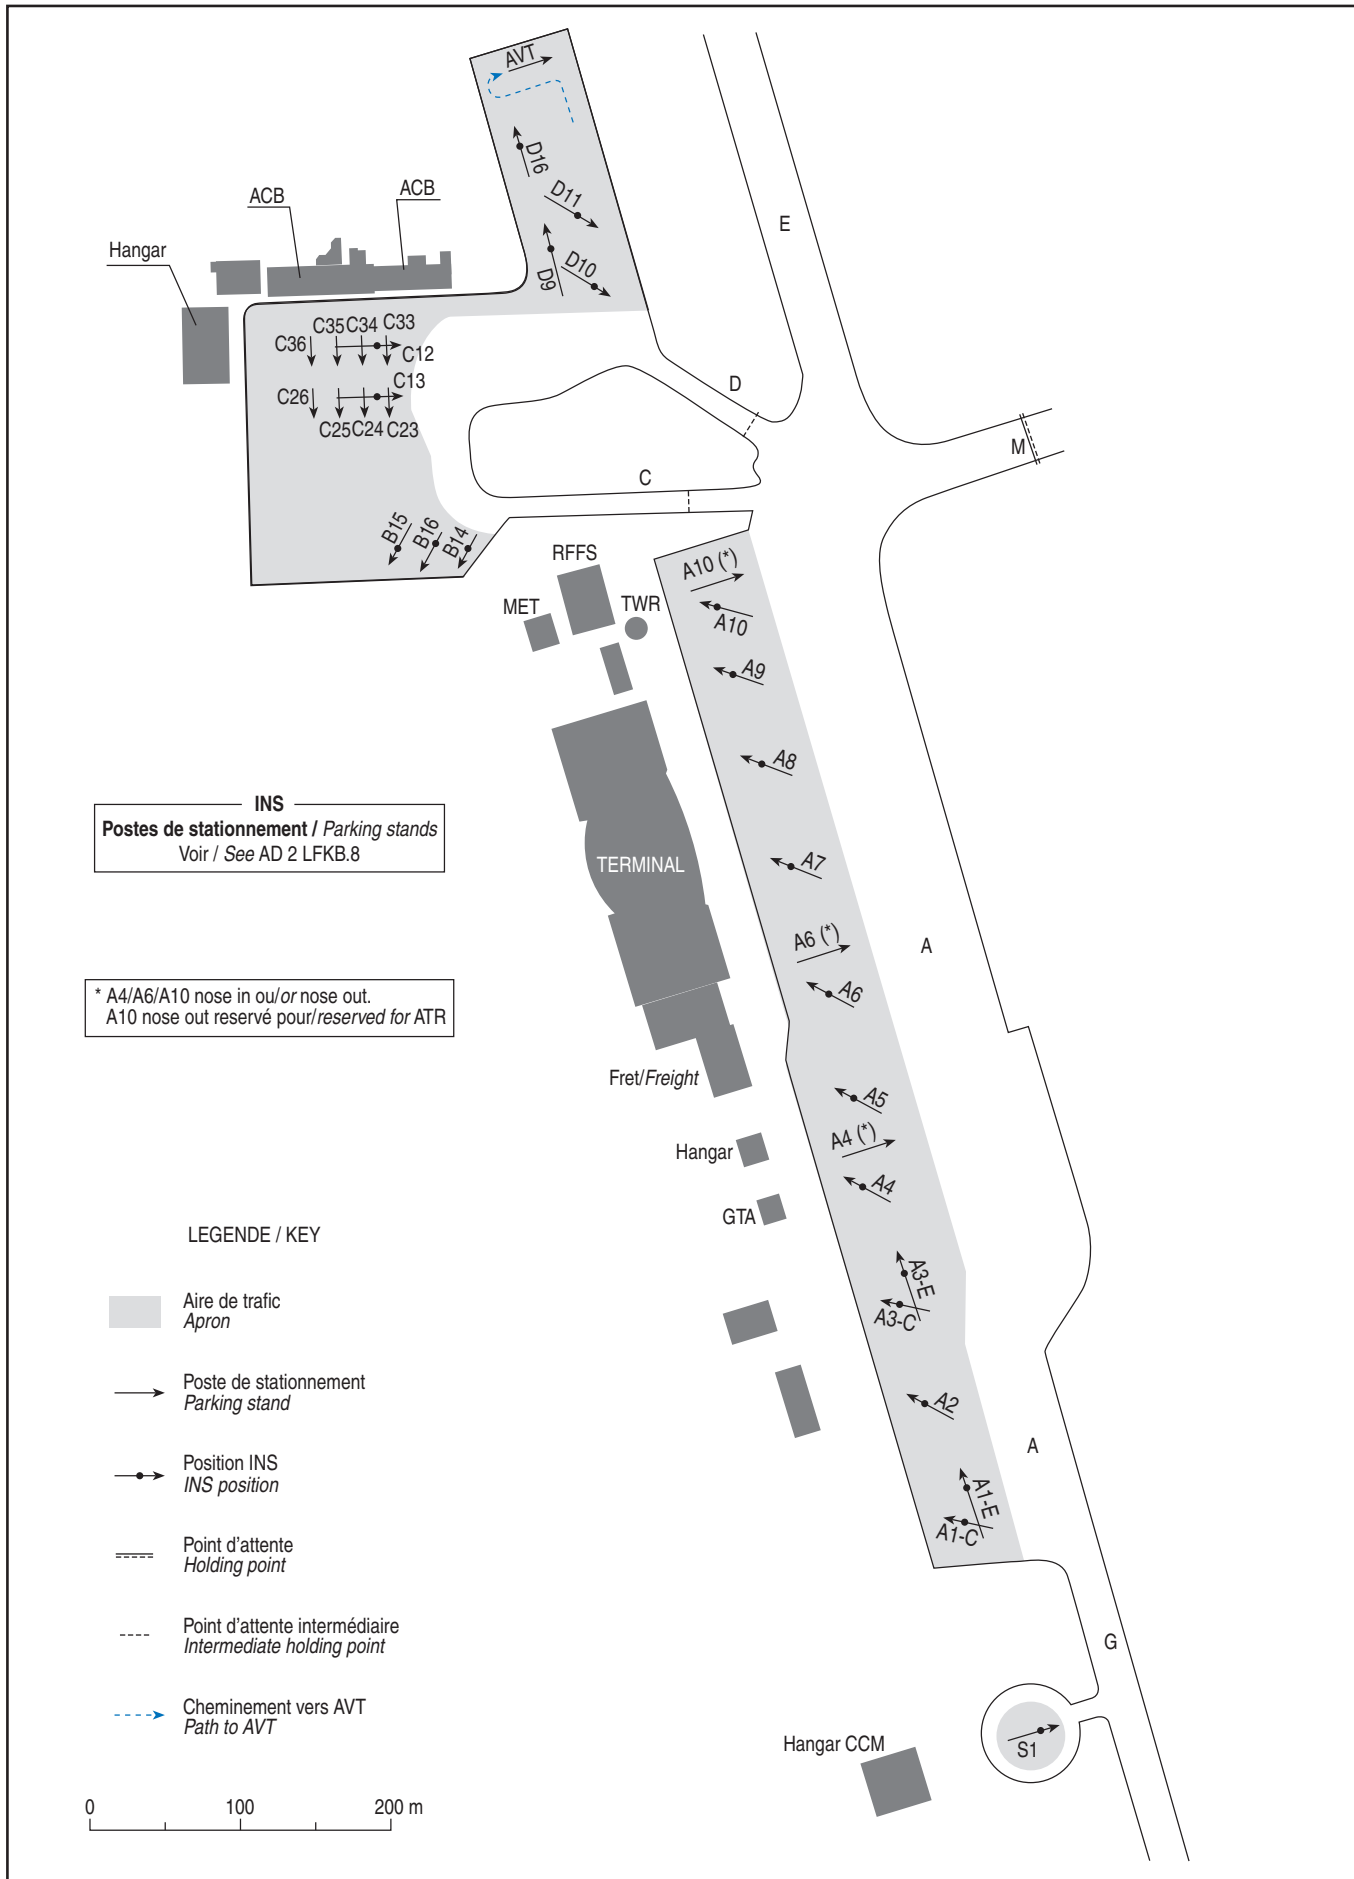 AVT
D16
D11
D9
D10
E
ACB
ACB
Hangar
C36
C35
C34
C33
C12
C13
C26
C25
C24
C23
D
M
C
B15
B16
B14
RFFS
MET
TWR
A10 (*)
A10
A9
A8
INS
Postes de stationnement / Parking stands
Voir / See AD 2 LFKB.8
TERMINAL
A7
A6 (*)
A6
A
* A4/A6/A10 nose in ou/or nose out.
A10 nose out reservé pour/reserved for ATR
Fret/Freight
A5
A4 (*)
A4
Hangar
GTA
A3-E
A3-C
A2
A
A1-E
A1-C
G
S1
Hangar CCM
LEGENDE / KEY
Aire de trafic
Apron
Poste de stationnement
Parking stand
Position INS
INS position
Point d'attente
Holding point
Point d'attente intermédiaire
Intermediate holding point
Cheminement vers AVT
Path to AVT
0 100 200 m